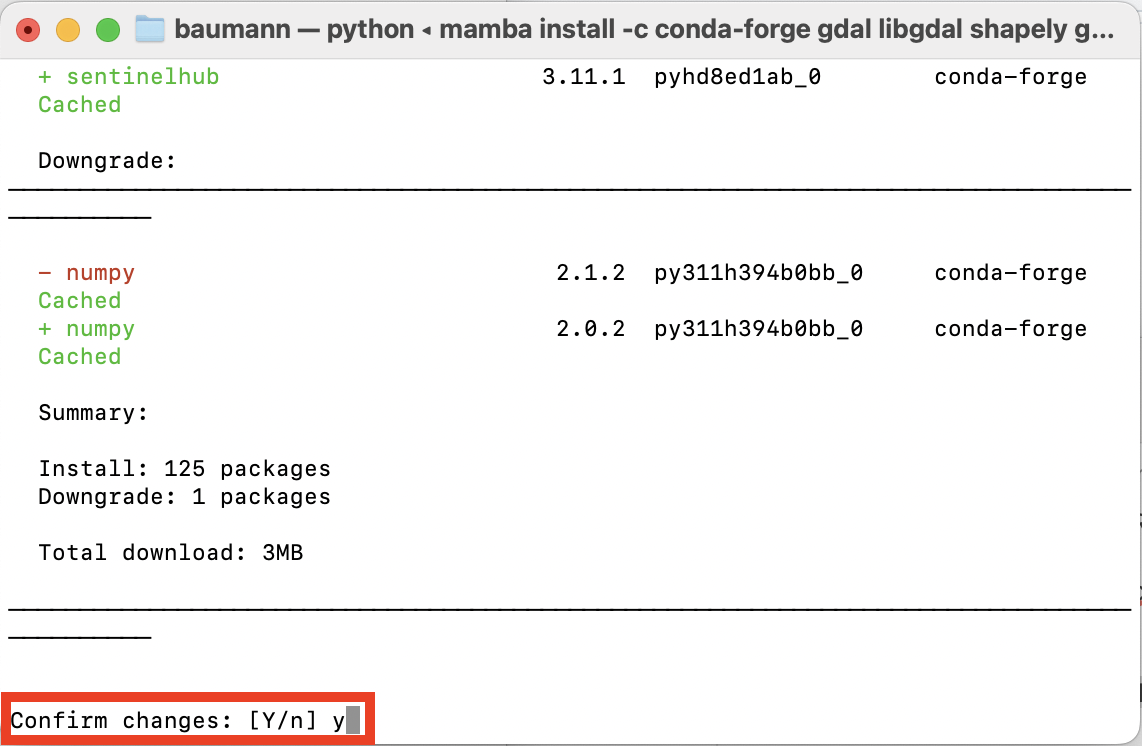 baumann — python ◂ mamba install -c conda-forge gdal libgdal shapely g...
+ sentinelhub 3.11.1 pyhd8ed1ab_0 conda-forge
Cached
Downgrade:
- numpy 2.1.2 py311h394b0bb_0 conda-forge
Cached
+ numpy 2.0.2 py311h394b0bb_0 conda-forge
Cached
Summary:
Install: 125 packages
Downgrade: 1 packages
Total download: 3MB
Confirm changes: [Y/n] y